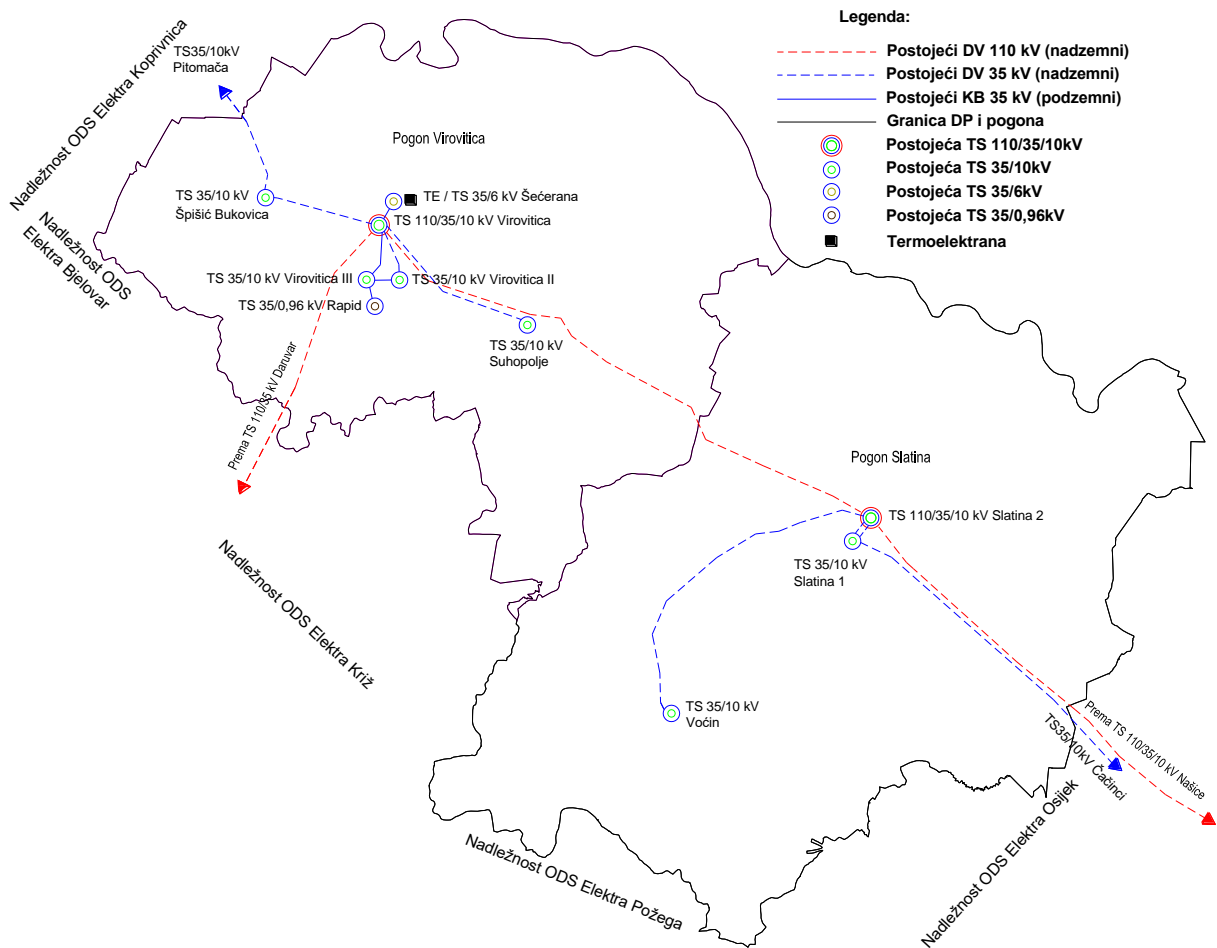 Legenda:
Postojeći DV 110 kV (nadzemni)
Postojeći DV 35 kV (nadzemni)
Postojeći KB 35 kV (podzemni)
Granica DP i pogona
Postojeća TS 110/35/10kV
Postojeća TS 35/10kV
Postojeća TS 35/6kV
Postojeća TS 35/0,96kV
Termoelektrana
TS35/10kV
Pitomača
Nadležnost ODS Elektra Koprivnica
Pogon Virovitica
TS 35/10 kV
Špišić Bukovica
TE / TS 35/6 kV Šećerana
TS 110/35/10 kV Virovitica
Nadležnost ODS
Elektra Bjelovar
TS 35/10 kV Virovitica III
TS 35/10 kV Virovitica II
TS 35/0,96 kV Rapid
TS 35/10 kV
Suhopolje
Prema TS 110/35 kV Daruvar
Pogon Slatina
TS 110/35/10 kV Slatina 2
TS 35/10 kV
Slatina 1
Nadležnost ODS Elektra Križ
TS 35/10 kV
Voćin
Prema TS 110/35/10 kV Našice
TS35/10kV Čačinci
Nadležnost ODS Elektra Osijek
Nadležnost ODS Elektra Požega